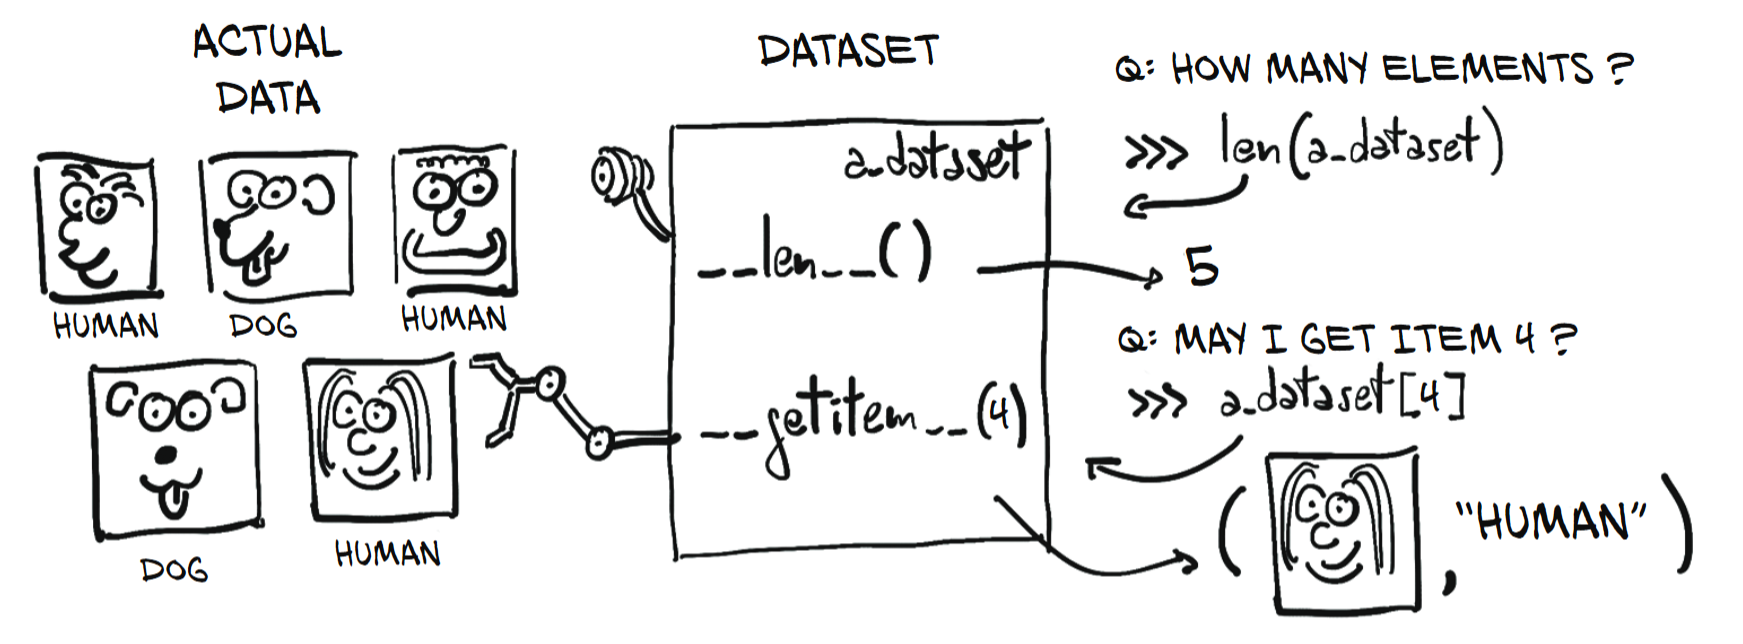 ACTUAL
DATA
HUMAN
DOG
HUMAN
DOG
HUMAN
DATASET
a_dataset
__len__()
__getitem__(4)
Q: HOW MANY ELEMENTS?
>>> len(a_dataset)
5
Q: MAY I GET ITEM 4?
>>> a_dataset[4]
( , "HUMAN" )